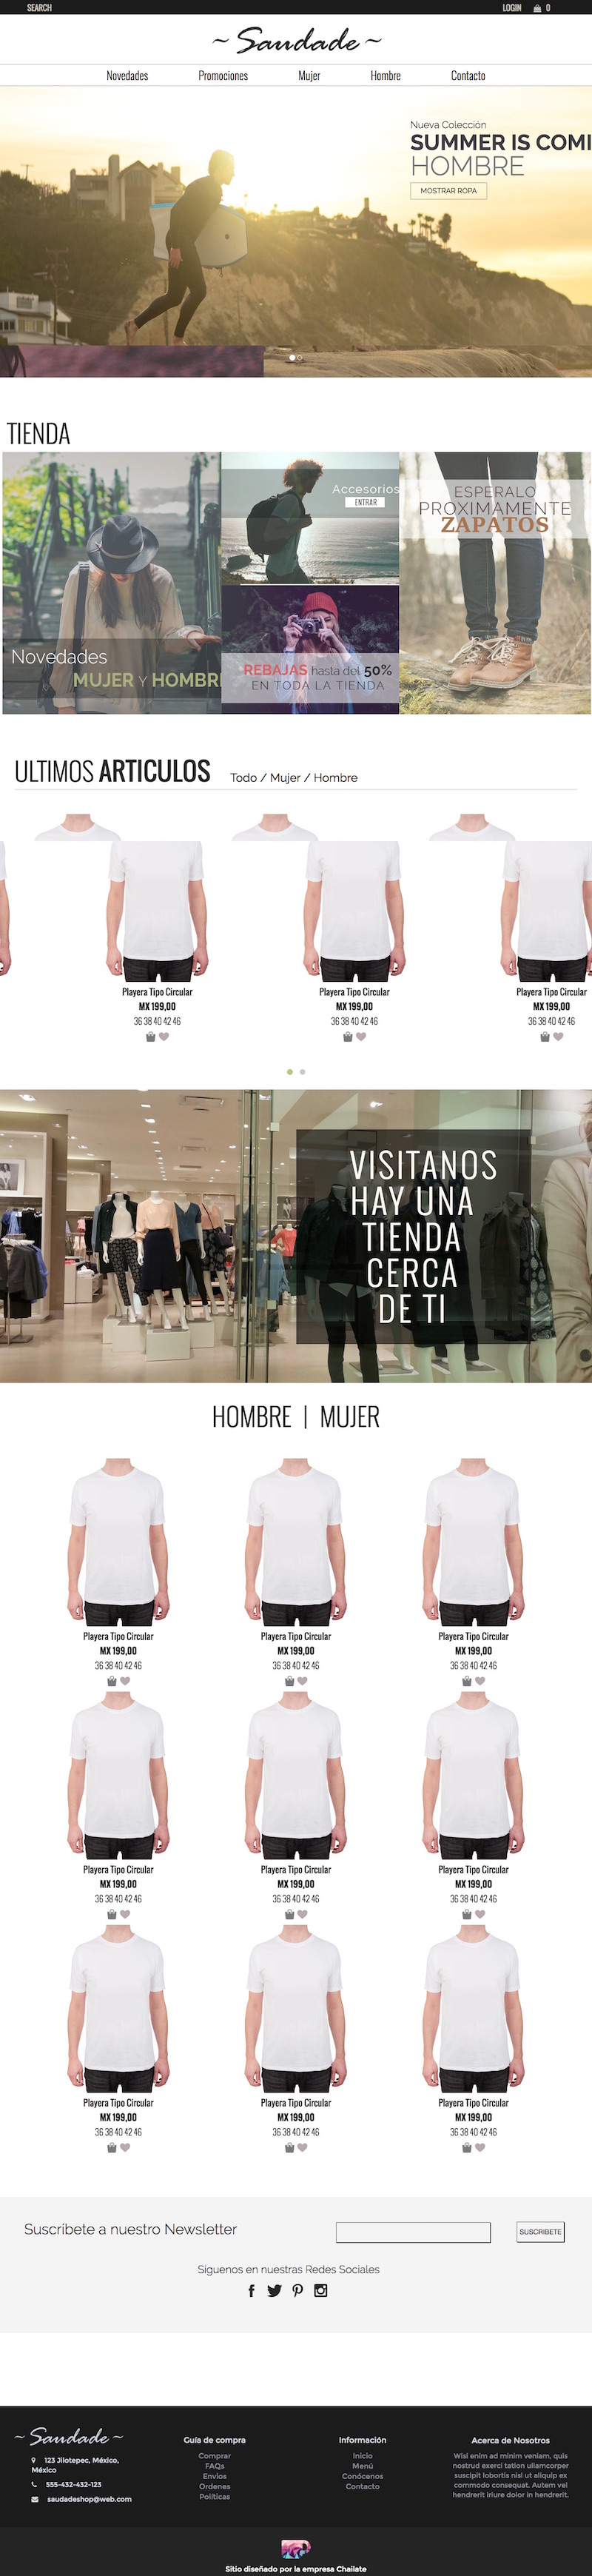 SEARCH LOGIN 0
~ Saudade ~
Novedades Promociones Mujer Hombre Contacto
Nueva Colección
SUMMER IS COMI
HOMBRE
MOSTRAR ROPA
TIENDA
Accesorios
ENTRAR
ESPERALO
PROXIMAMENTE
ZAPATOS
Novedades
MUJER Y HOMBRE
REBAJAS hasta del 50%
EN TODA LA TIENDA
ULTIMOS ARTICULOS Todo / Mujer / Hombre
Playera Tipo Circular Playera Tipo Circular Playera Tipo Circular
MX 199,00 MX 199,00 MX 199,00
36 38 40 42 46 36 38 40 42 46 36 38 40 42 46
VISITANOS
HAY UNA
TIENDA
CERCA
DE TI
HOMBRE | MUJER
Playera Tipo Circular Playera Tipo Circular Playera Tipo Circular
MX 199,00 MX 199,00 MX 199,00
36 38 40 42 46 36 38 40 42 46 36 38 40 42 46
Playera Tipo Circular Playera Tipo Circular Playera Tipo Circular
MX 199,00 MX 199,00 MX 199,00
36 38 40 42 46 36 38 40 42 46 36 38 40 42 46
Playera Tipo Circular Playera Tipo Circular Playera Tipo Circular
MX 199,00 MX 199,00 MX 199,00
36 38 40 42 46 36 38 40 42 46 36 38 40 42 46
Suscribete a nuestro Newsletter SUSCRIBETE
Siguenos en nuestras Redes Sociales
~ Saudade ~
123 Jilotepec, México,
México
555-432-432-123
saudadeshop@web.com
Guía de compra
Comprar
FAQs
Envios
Ordenes
Políticas
Información
Inicio
Menú
Conócenos
Contacto
Acerca de Nosotros
Wisi enim ad minim veniam, quis
nostrud exerci tation ullamcorper
suscipit lobortis nisl ut aliquip ex
commodo consequat. Autem vel
hendrerit iriure dolor in hendrerit.
Sitio diseñado por la empresa Chailate